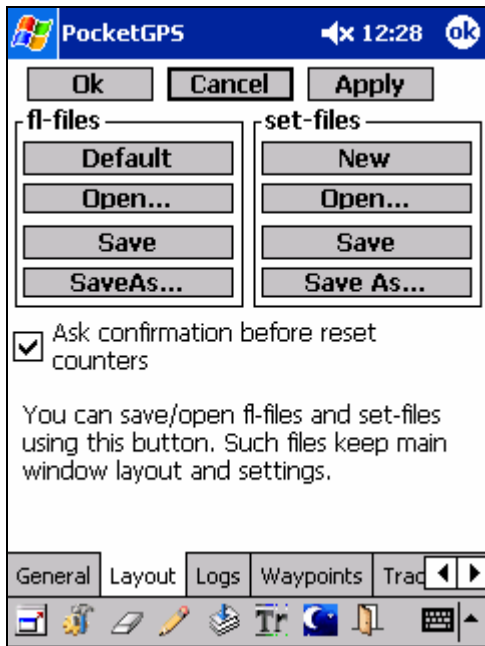 PocketGPS 12:28 ok
Ok Cancel Apply
fl-files set-files
Default New
Open... Open...
Save Save
SaveAs... Save As...
Ask confirmation before reset
counters
You can save/open fl-files and set-files
using this button. Such files keep main
window layout and settings.
General Layout Logs Waypoints Trac
Tr